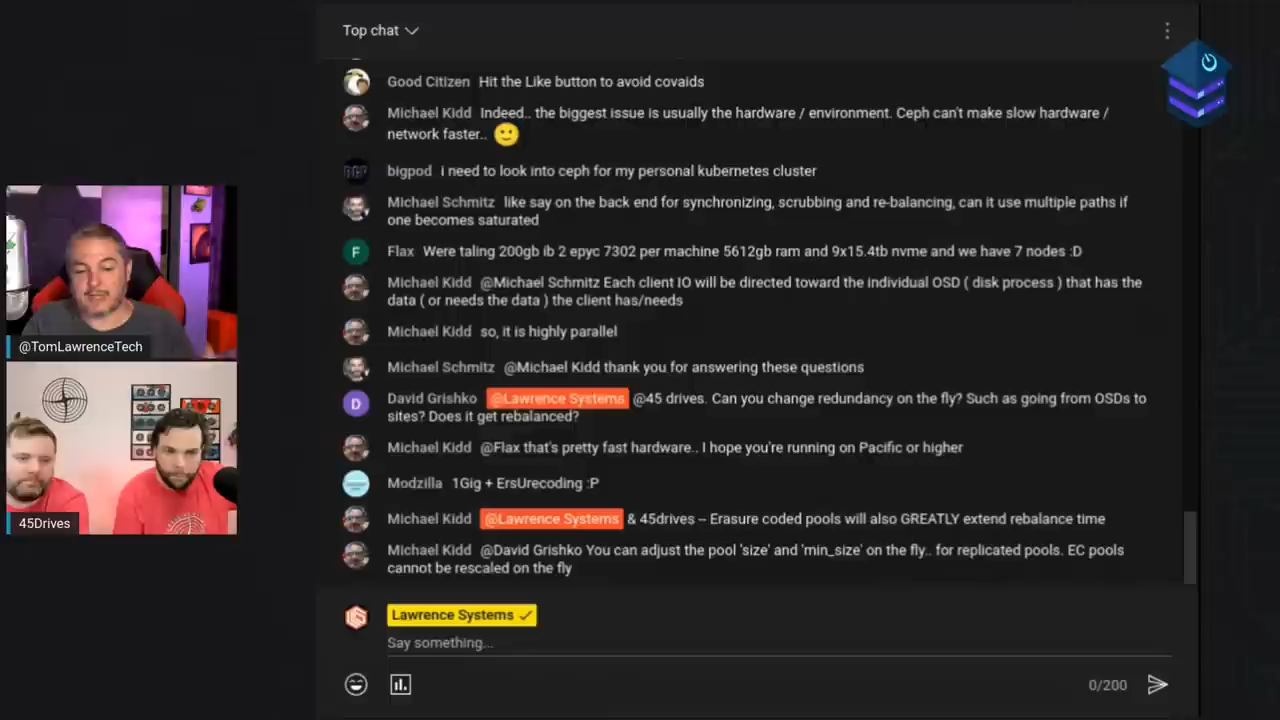 Top chat
Good Citizen Hit the Like button to avoid covaids
Michael Kidd Indeed.. the biggest issue is usually the hardware / environment. Ceph can't make slow hardware /
network faster..
bigpod i need to look into ceph for my personal kubernetes cluster
Michael Schmitz like say on the back end for synchronizing, scrubbing and re-balancing, can it use multiple paths if
one becomes saturated
F Flax Were taling 200gb ib 2 epyc 7302 per machine 5612gb ram and 9x15.4tb nvme and we have 7 nodes :D
Michael Kidd @Michael Schmitz Each client IO will be directed toward the individual OSD ( disk process ) that has the
data ( or needs the data ) the client has/needs
Michael Kidd so, it is highly parallel
@TomLawrenceTech
Michael Schmitz @Michael Kidd thank you for answering these questions
D David Grishko @Lawrence Systems @45 drives. Can you change redundancy on the fly? Such as going from OSDs to
sites? Does it get rebalanced?
Michael Kidd @Flax that's pretty fast hardware.. I hope you're running on Pacific or higher
Modzilla 1Gig + ErsUrecoding :P
45Drives
Michael Kidd @Lawrence Systems & 45drives -- Erasure coded pools will also GREATLY extend rebalance time
Michael Kidd @David Grishko You can adjust the pool 'size' and 'min_size' on the fly.. for replicated pools. EC pools
cannot be rescaled on the fly
Lawrence Systems
Say something...
0/200